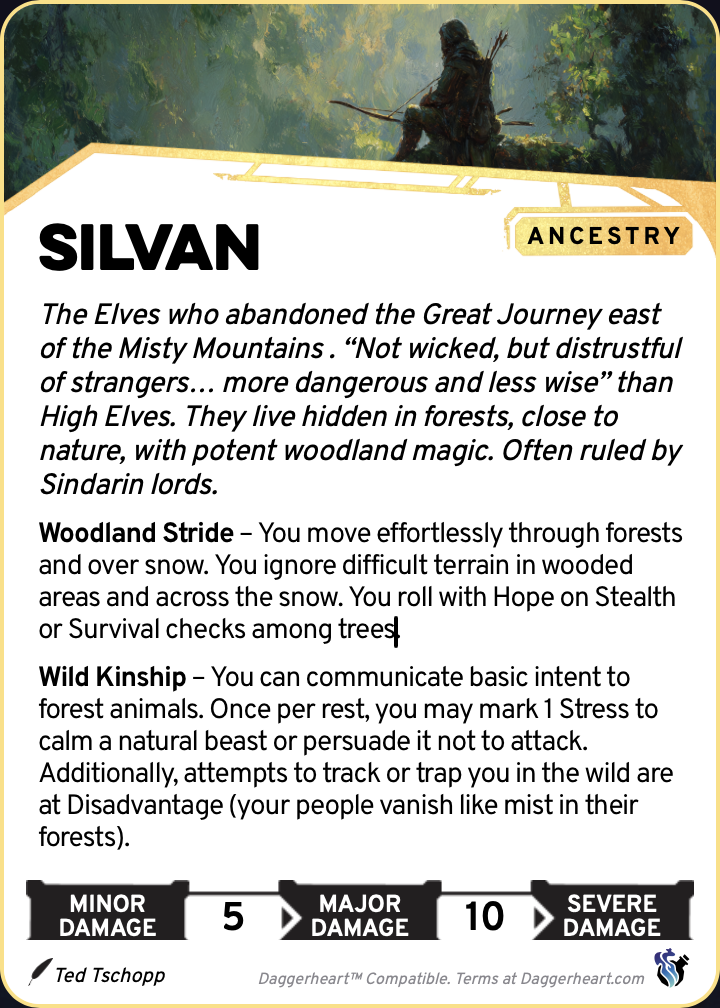 SILVAN
ANCESTRY
The Elves who abandoned the Great Journey east
of the Misty Mountains . “Not wicked, but distrustful
of strangers… more dangerous and less wise” than
High Elves. They live hidden in forests, close to
nature, with potent woodland magic. Often ruled by
Sindarin lords.
Woodland Stride – You move effortlessly through forests
and over snow. You ignore difficult terrain in wooded
areas and across the snow. You roll with Hope on Stealth
or Survival checks among trees.
Wild Kinship – You can communicate basic intent to
forest animals. Once per rest, you may mark 1 Stress to
calm a natural beast or persuade it not to attack.
Additionally, attempts to track or trap you in the wild are
at Disadvantage (your people vanish like mist in their
forests).
MINOR
DAMAGE
5
MAJOR
DAMAGE
10
SEVERE
DAMAGE
Ted Tschopp
Daggerheart™ Compatible. Terms at Daggerheart.com